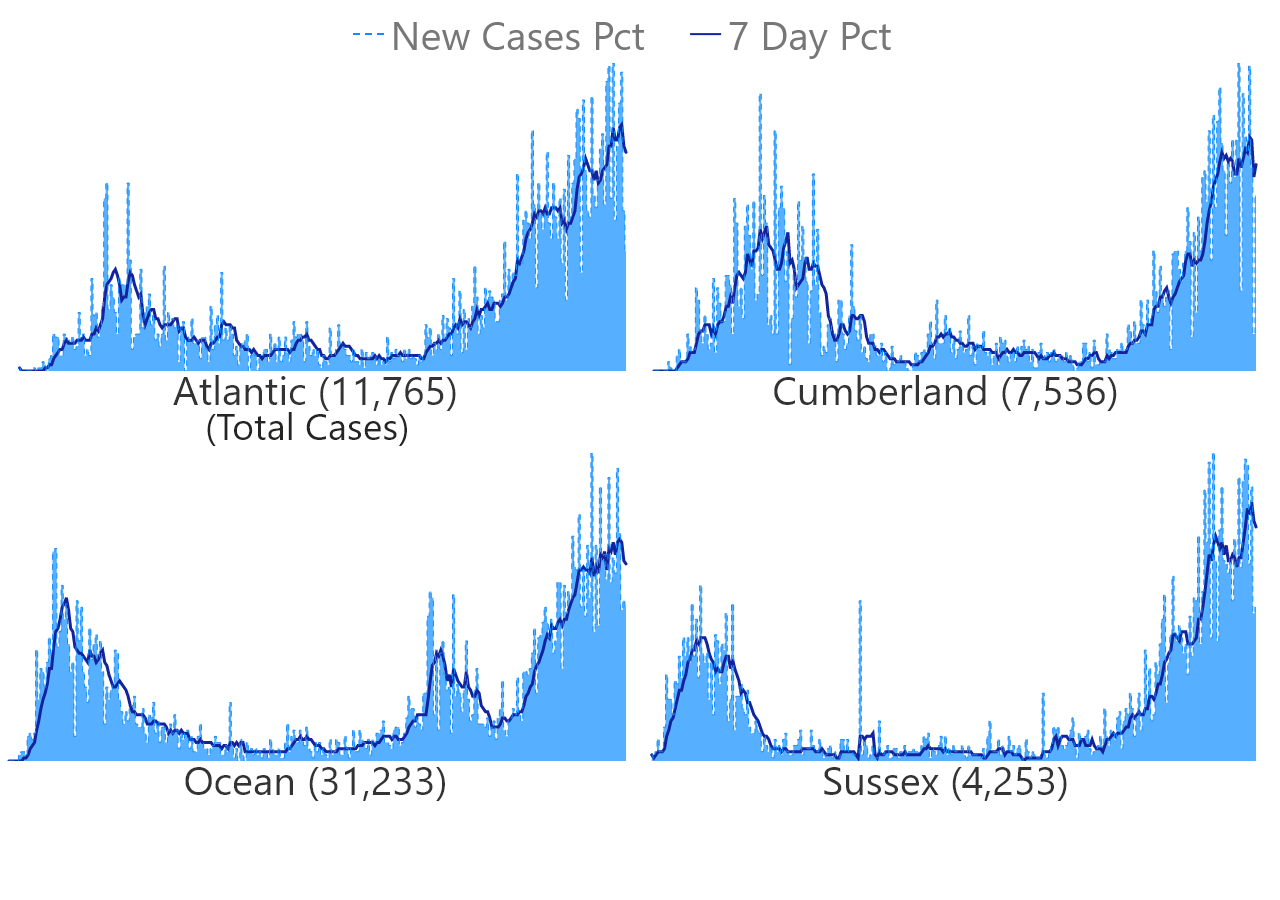 New Cases Pct 7 Day Pct
Atlantic (11,765)
(Total Cases)
Cumberland (7,536)
Ocean (31,233)
Sussex (4,253)